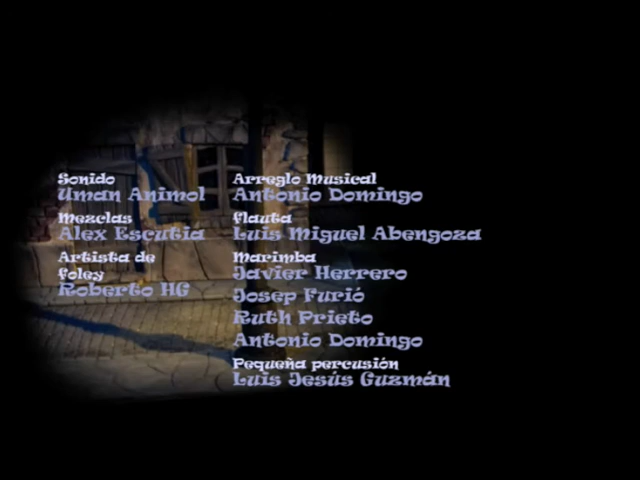 Sonido
Uman Animol
Mezclas
Alex Escutia
Artista de
foley
Roberto HG
Arreglo Musical
Antonio Domingo
flauta
Luis Miguel Abengoza
Marimba
Javier Herrero
Josep Furió
Ruth Prieto
Antonio Domingo
Pequeña percusión
Luis Jesús Guzmán